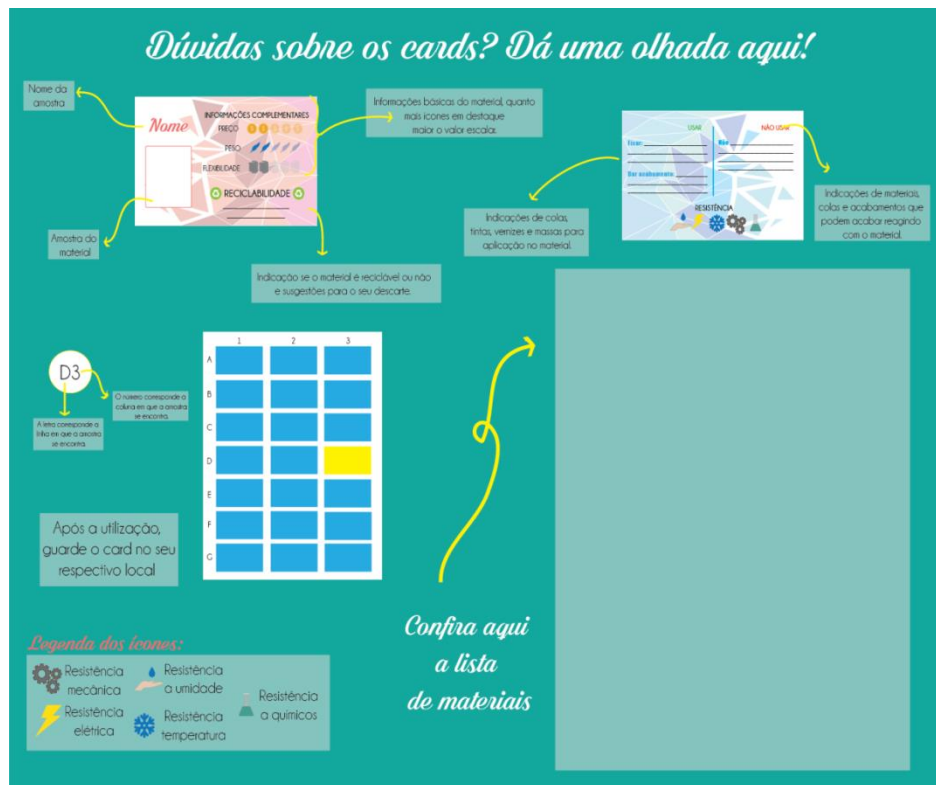 Dúvidas sobre os cards? Dá uma olhada aqui!
Nome da
amostra
Nome
INFORMAÇÕES COMPLEMENTARES
PREÇO
PESO
FLEXIBILIDADE
RECICLABILIDADE
Amostra do
material
Informações básicas do material, quanto
mais ícones em destaque
maior o valor escalar.
Indicação se o material é reciclável ou não
e susgestões para o seu descarte.
USAR
NÃO USAR
Fixar:
Não
Dar acabamento
RESISTÊNCIA
Indicações de colas,
tintas, vernizes e massas para
aplicação no material.
Indicações de materiais,
colas e acabamentos que
podem acabar reagindo
com o material.
D3
O número corresponde a
coluna em que a amostra
se encontra.
A letra corresponde a
linha em que a amostra
se encontra.
1 2 3
A
B
C
D
E
F
G
Após a utilização,
guarde o card no seu
respectivo local
Confira aqui
a lista
de materiais
Legenda dos ícones:
Resistência
mecânica
Resistência
a umidade
Resistência
elétrica
Resistência
temperatura
Resistência
a químicos